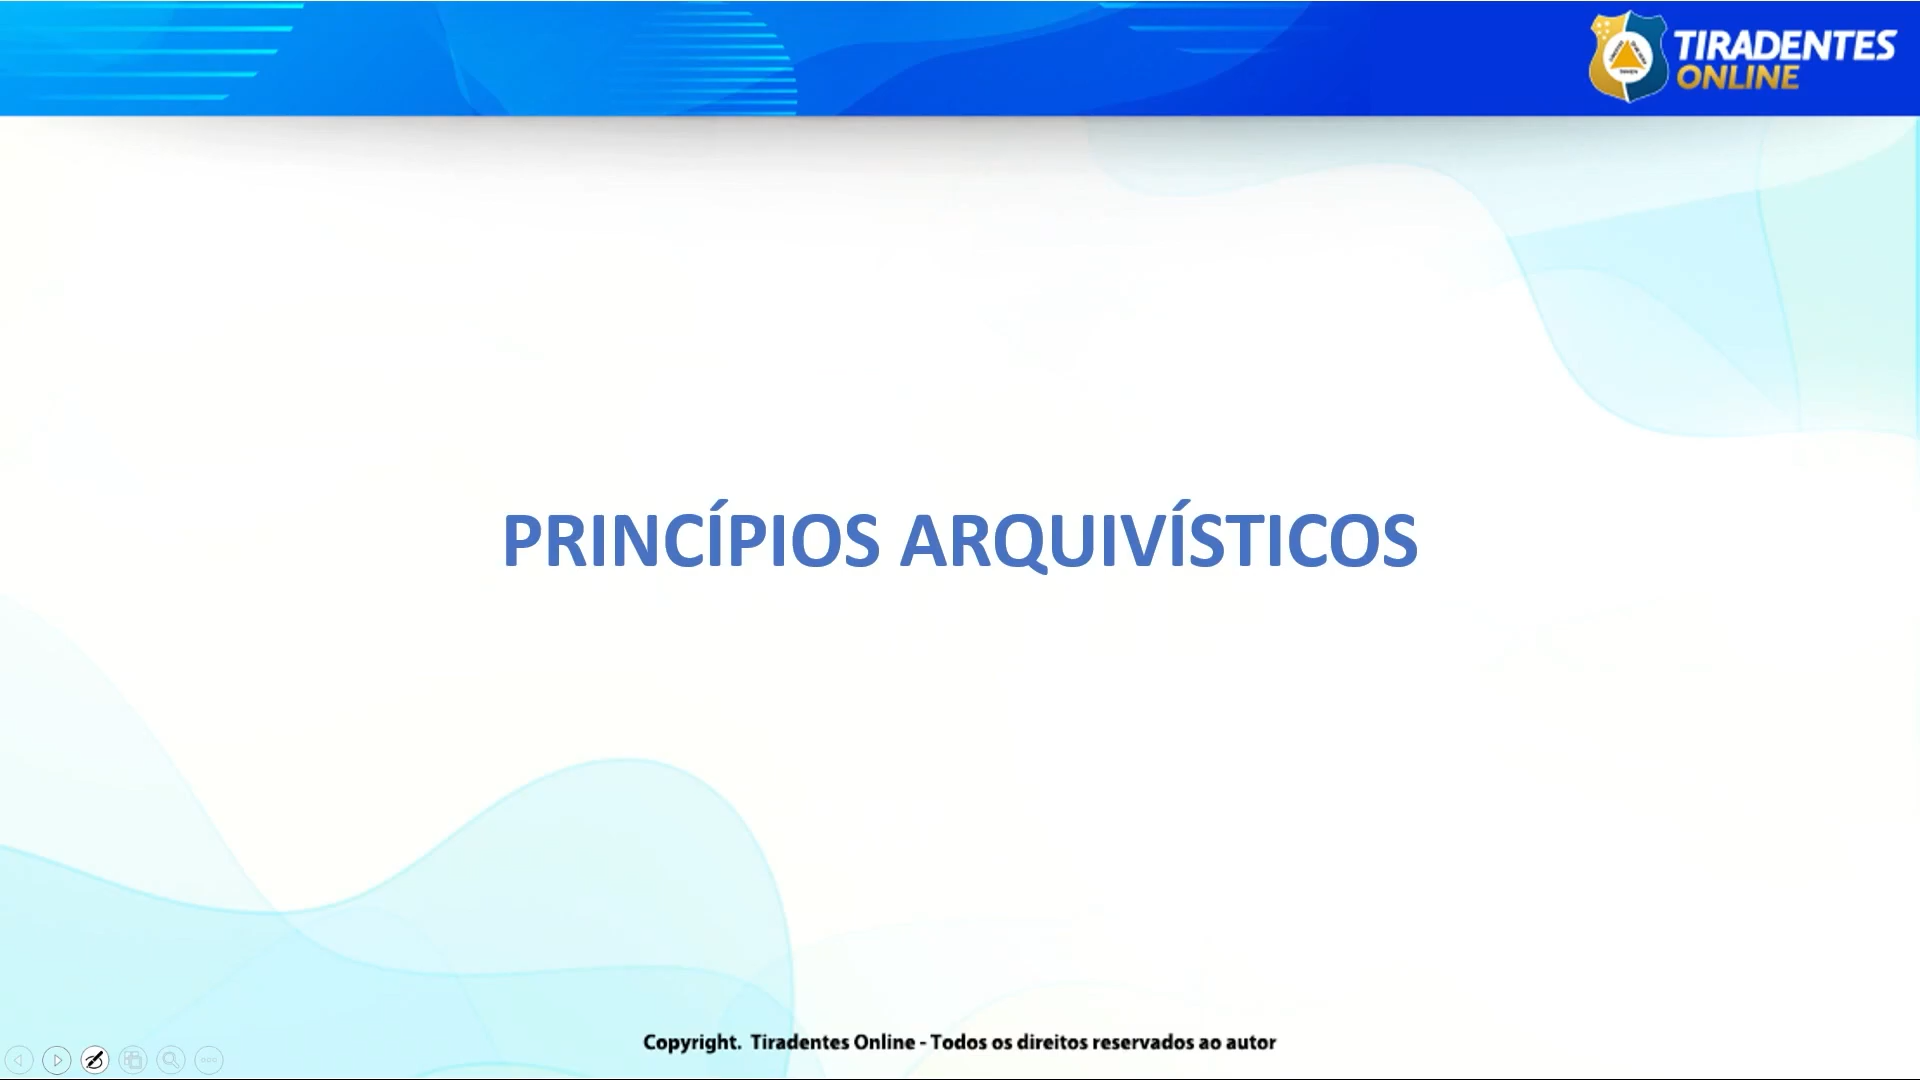 TIRADENTES
ONLINE
PRINCÍPIOS ARQUIVÍSTICOS
Copyright. Tiradentes Online - Todos os direitos reservados ao autor